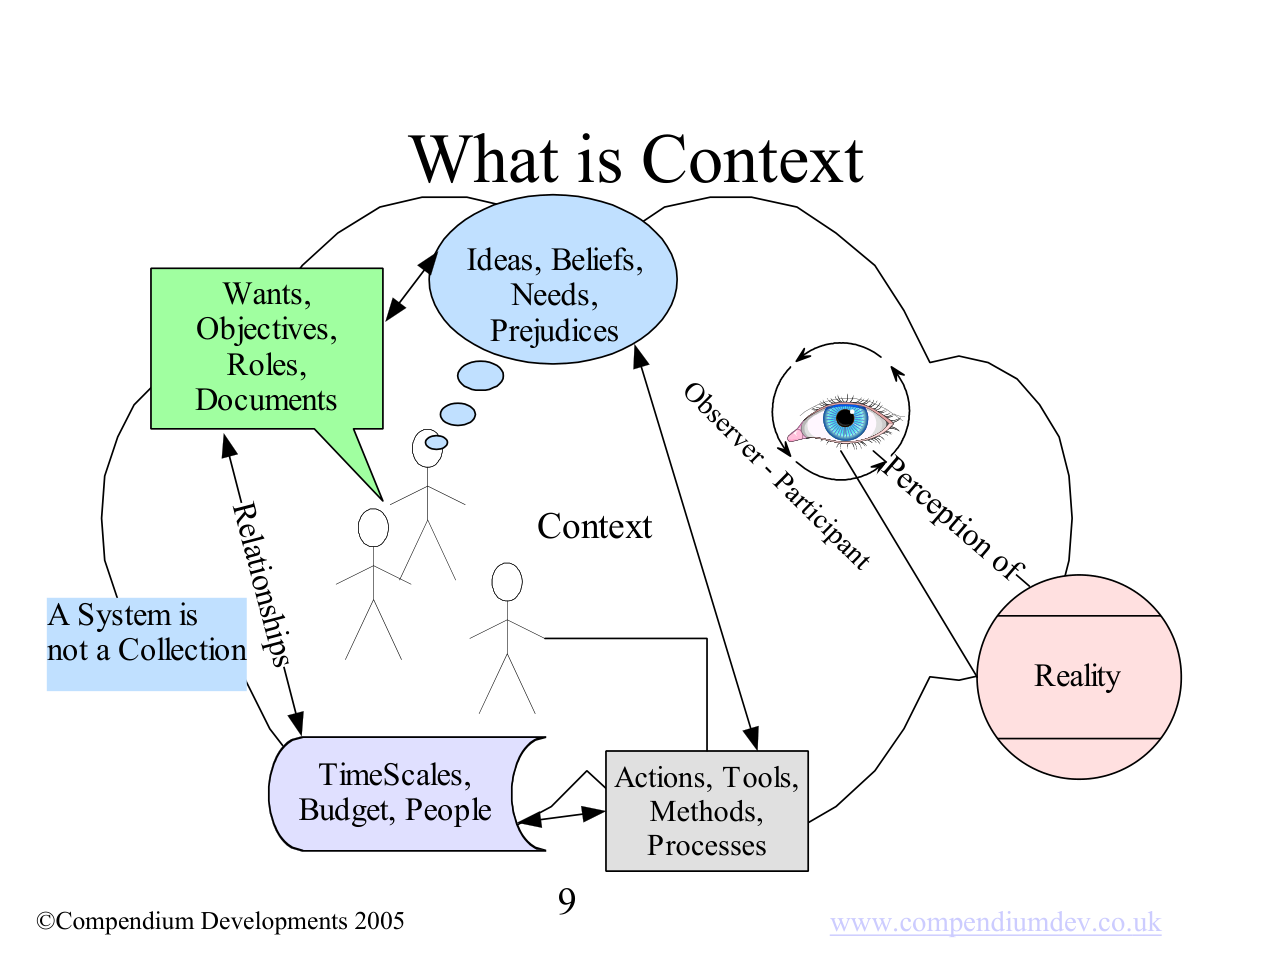 What is Context
Ideas, Beliefs,
Needs,
Prejudices
Wants,
Objectives,
Roles,
Documents
Observer - Participant
Perception of
Context
Relationships
A System is
not a Collection
Reality
TimeScales,
Budget, People
Actions, Tools,
Methods,
Processes
9
©Compendium Developments 2005
www.compendiumdev.co.uk